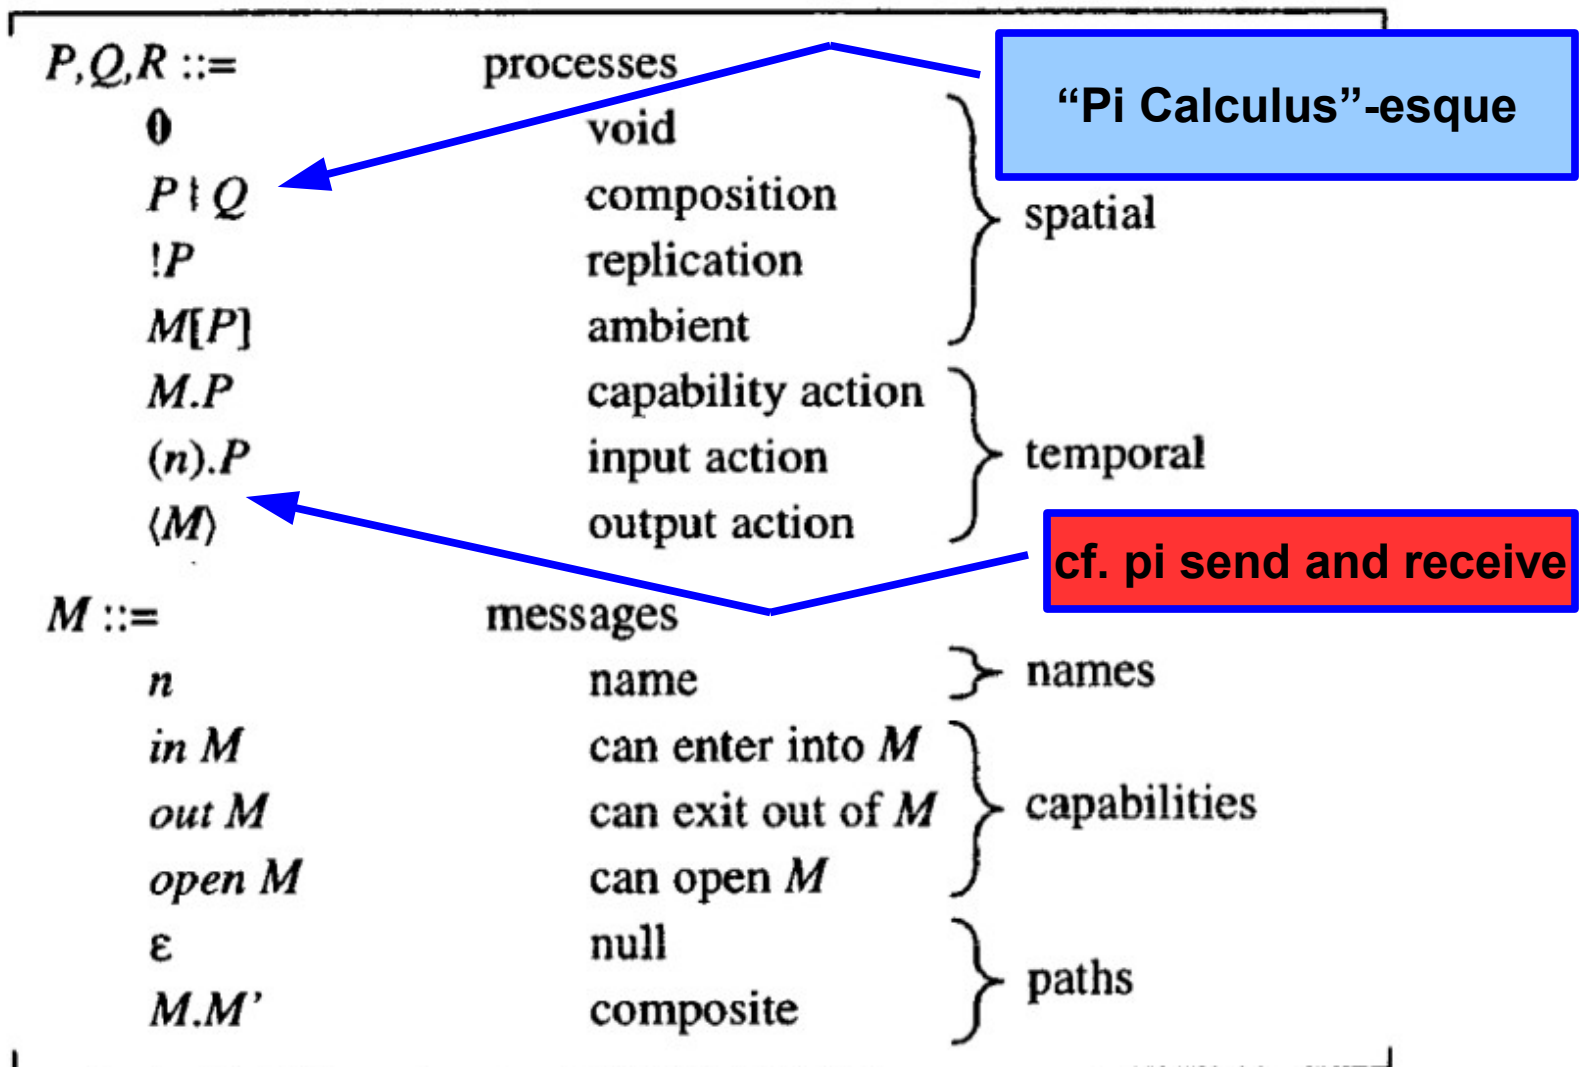 P,Q,R ::= processes
0 void
P | Q composition
!P replication
M[P] ambient
spatial
M.P capability action
(n).P input action
⟨M⟩ output action
temporal
M ::= messages
n name
names
in M can enter into M
out M can exit out of M
open M can open M
capabilities
ε null
M.M’ composite
paths
“Pi Calculus”-esque
cf. pi send and receive